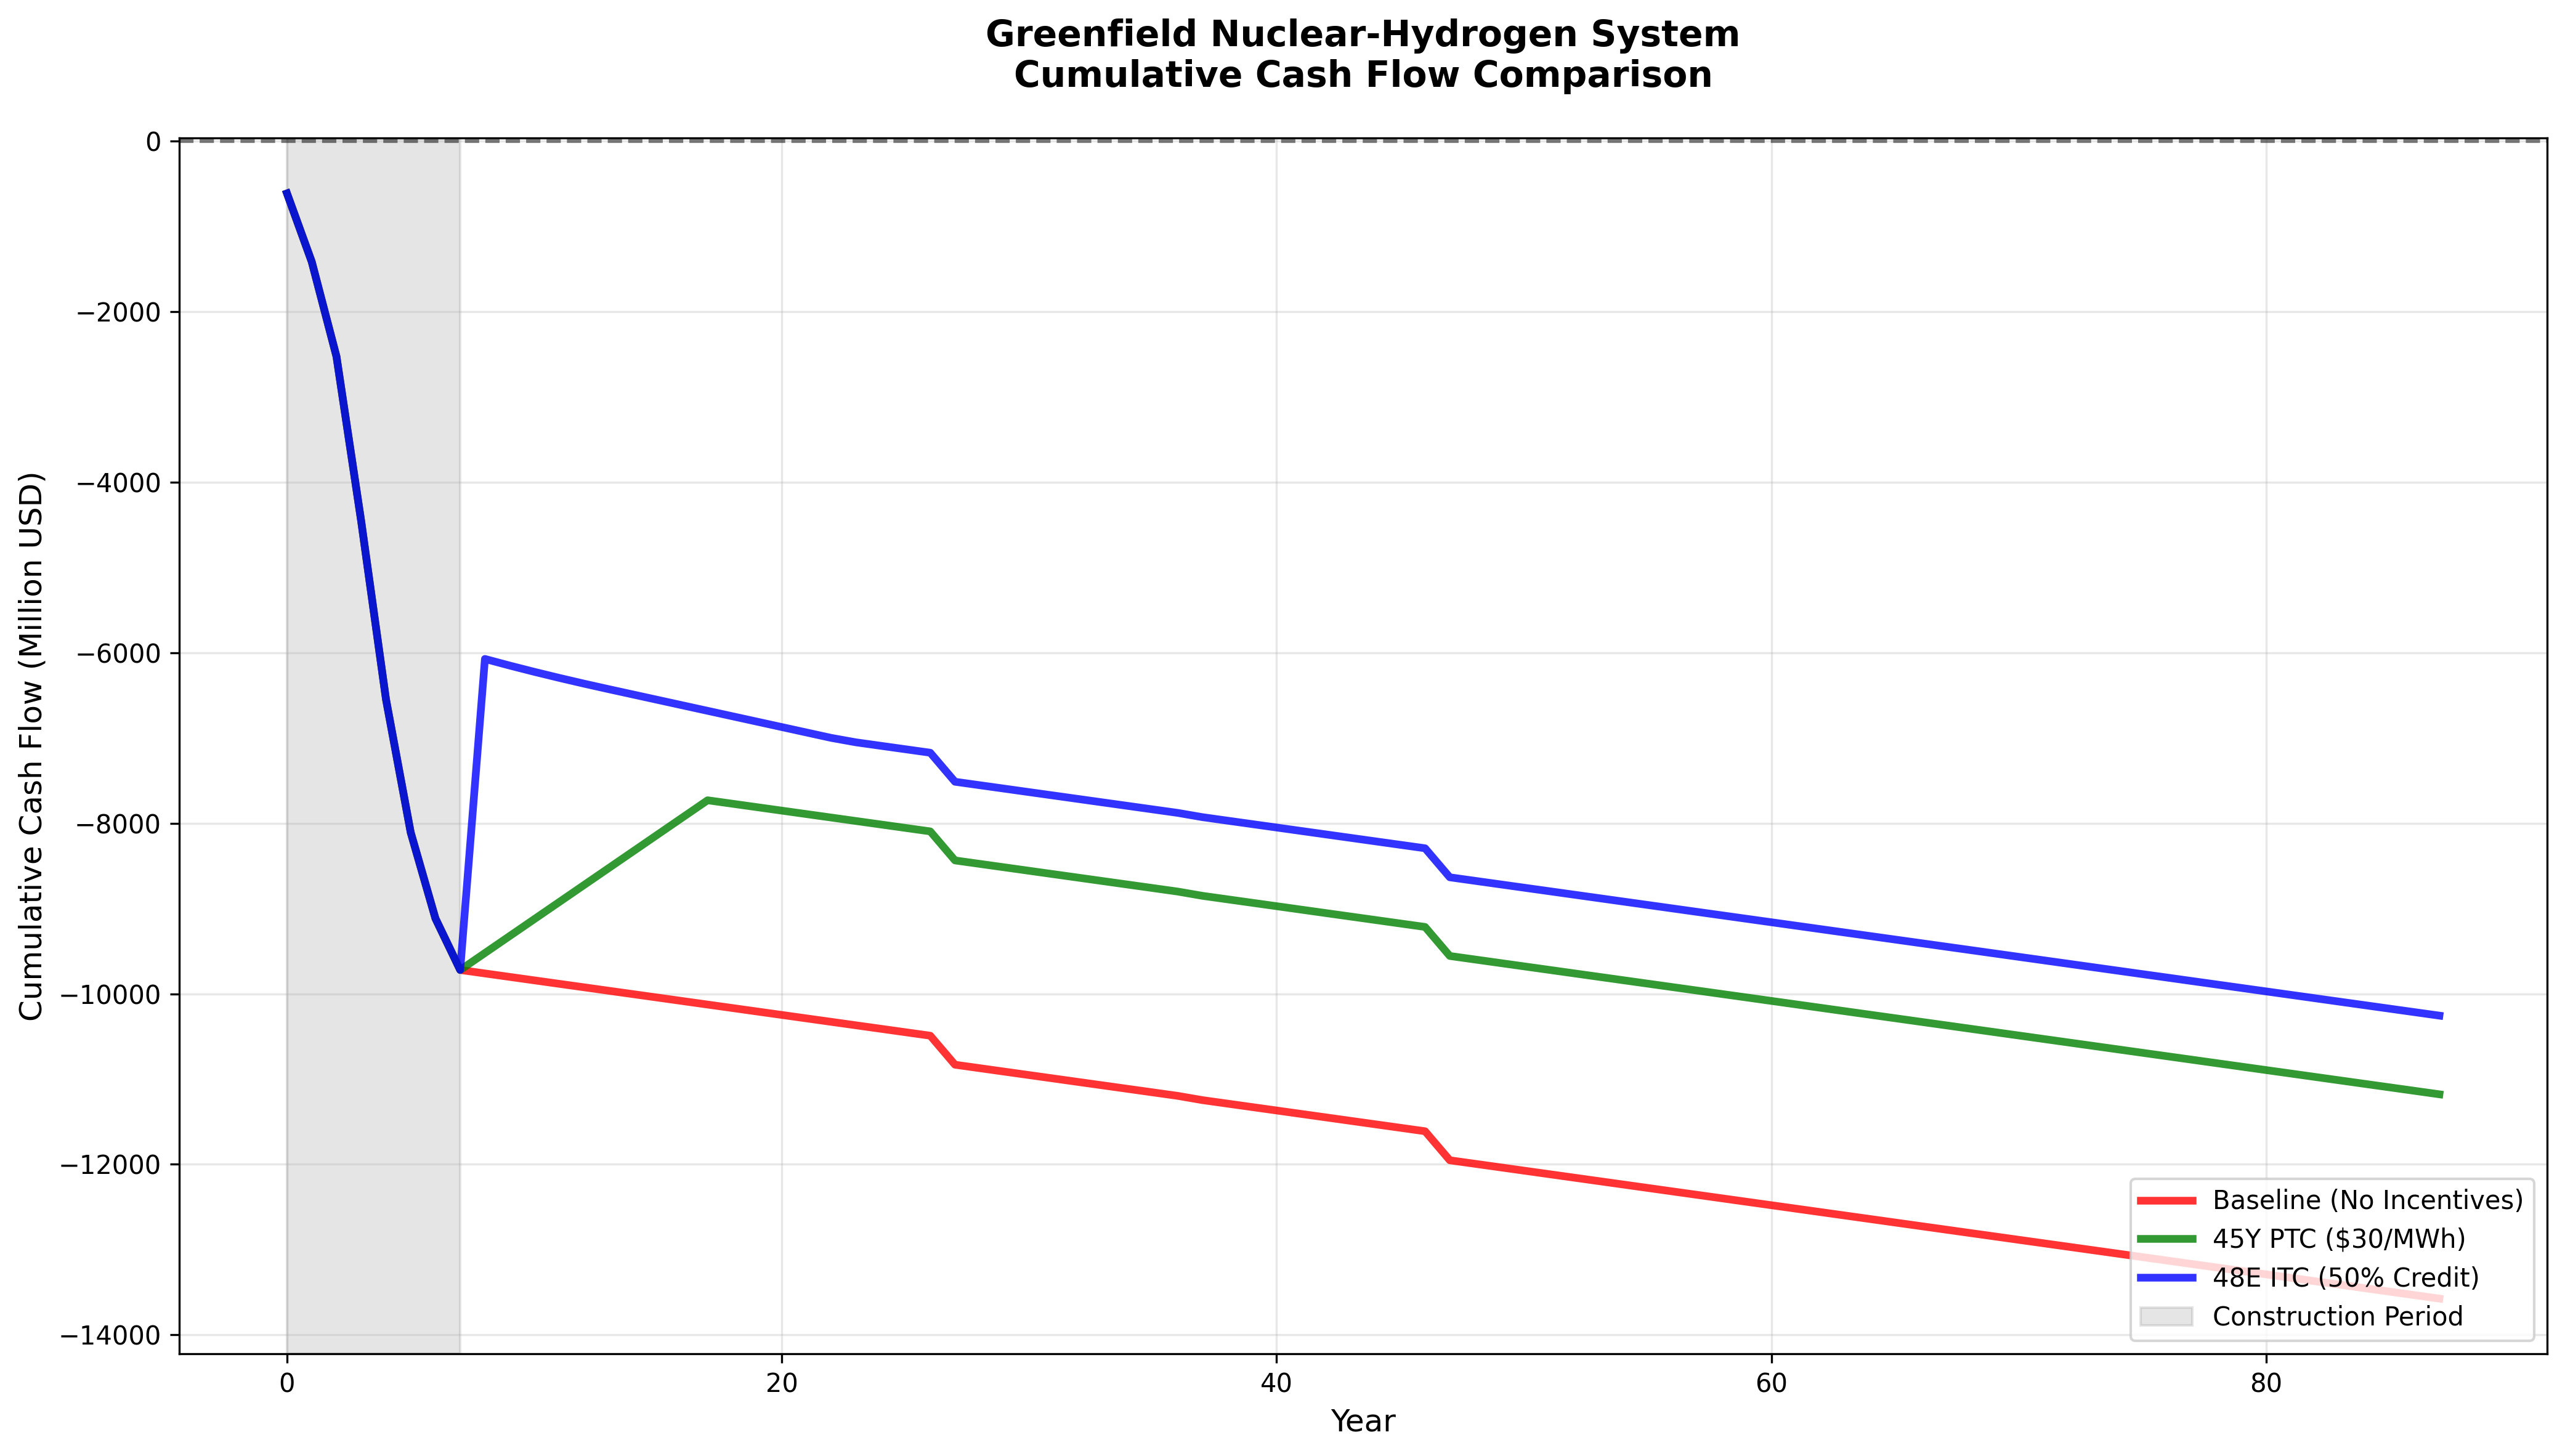 Greenfield Nuclear-Hydrogen System
Cumulative Cash Flow Comparison
Cumulative Cash Flow (Million USD)
0
−2000
−4000
−6000
−8000
−10000
−12000
−14000
0
20
40
60
80
Year
Baseline (No Incentives)
45Y PTC ($30/MWh)
48E ITC (50% Credit)
Construction Period